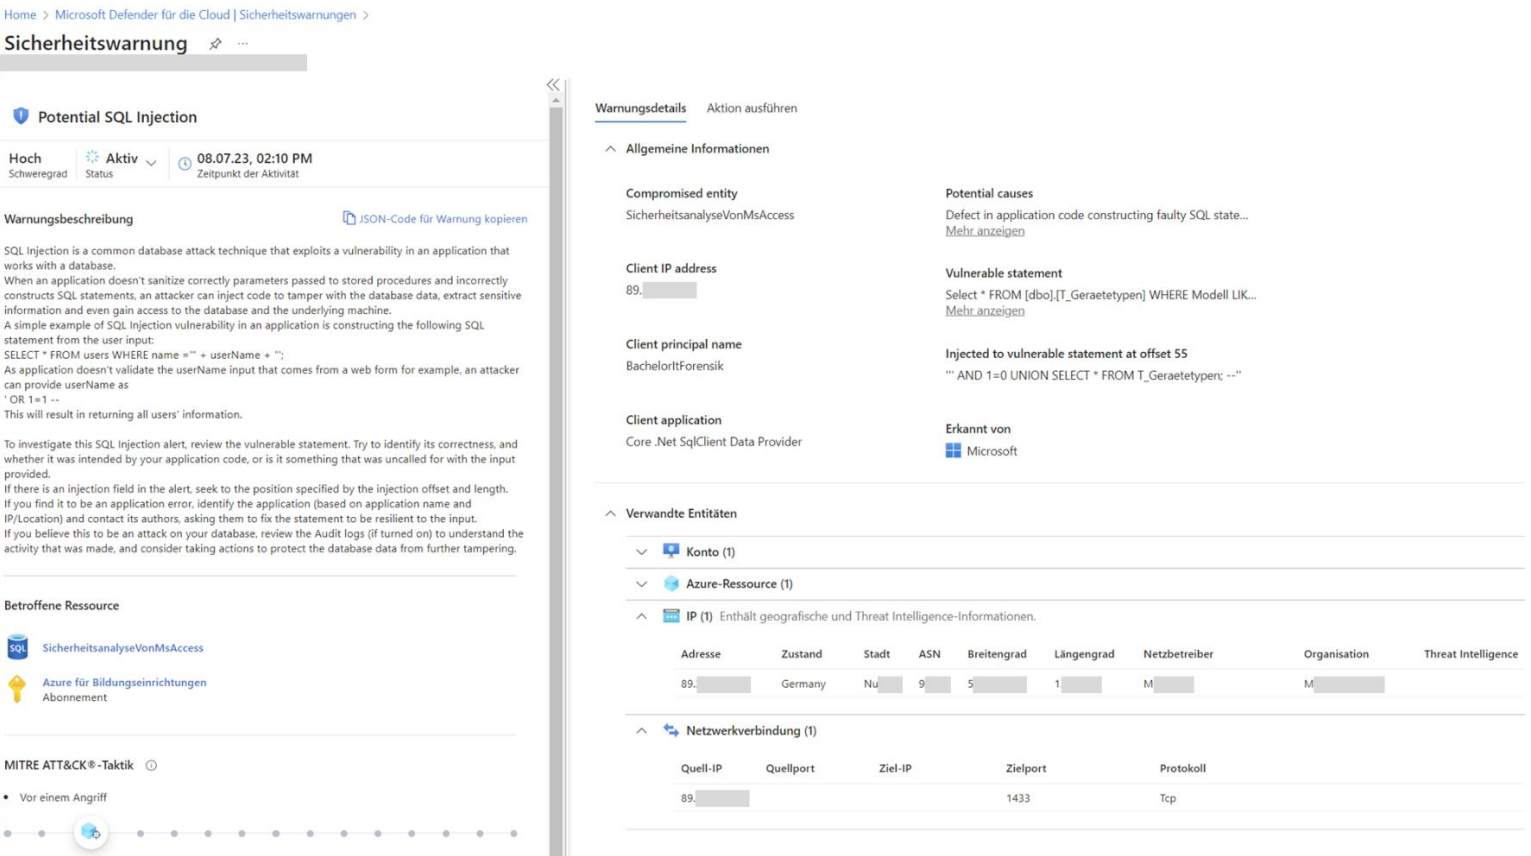 Home > Microsoft Defender für die Cloud | Sicherheitswarnungen >
Sicherheitswarnung
Potential SQL Injection
Hoch
Schweregrad
Aktiv
Status
08.07.23, 02:10 PM
Zeitpunkt der Aktivität
Warnungsbeschreibung
JSON-Code für Warnung kopieren
SQL Injection is a common database attack technique that exploits a vulnerability in an application that
works with a database.
When an application doesn't sanitize correctly parameters passed to stored procedures and incorrectly
constructs SQL statements, an attacker can inject code to tamper with the database data, extract sensitive
information and even gain access to the database and the underlying machine.
A simple example of SQL Injection vulnerability in an application is constructing the following SQL
statement from the user input:
SELECT * FROM users WHERE name ='" + userName + "';
As application doesn't validate the userName input that comes from a web form for example, an attacker
can provide userName as
' OR 1=1 --
This will result in returning all users' information.
To investigate this SQL Injection alert, review the vulnerable statement. Try to identify its correctness, and
whether it was intended by your application code, or is it something that was uncalled for with the input
provided.
If there is an injection field in the alert, seek to the position specified by the injection offset and length.
If you find it to be an application error, identify the application (based on application name and
IP/Location) and contact its authors, asking them to fix the statement to be resilient to the input.
If you believe this to be an attack on your database, review the Audit logs (if turned on) to understand the
activity that was made, and consider taking actions to protect the database data from further tampering.
Betroffene Ressource
SQL
SicherheitsanalyseVonMsAccess
Azure für Bildungseinrichtungen
Abonnement
MITRE ATT&CK®-Taktik
• Vor einem Angriff
Warnungsdetails
Aktion ausführen
Allgemeine Informationen
Compromised entity
SicherheitsanalyseVonMsAccess
Client IP address
89.
Client principal name
BachelorItForensik
Client application
Core .Net SqlClient Data Provider
Potential causes
Defect in application code constructing faulty SQL state...
Mehr anzeigen
Vulnerable statement
Select * FROM [dbo].[T_Geraetetypen] WHERE Modell LIK...
Mehr anzeigen
Injected to vulnerable statement at offset 55
"' AND 1=0 UNION SELECT * FROM T_Geraetetypen; --"
Erkannt von
Microsoft
Verwandte Entitäten
Konto (1)
Azure-Ressource (1)
IP (1) Enthält geografische und Threat Intelligence-Informationen.
Adresse Zustand Stadt ASN Breitengrad Längengrad Netzbetreiber Organisation Threat Intelligence
89. Germany Nu 9 5 1 M M
Netzwerkverbindung (1)
Quell-IP Quellport Ziel-IP Zielport Protokoll
89. 1433 Tcp